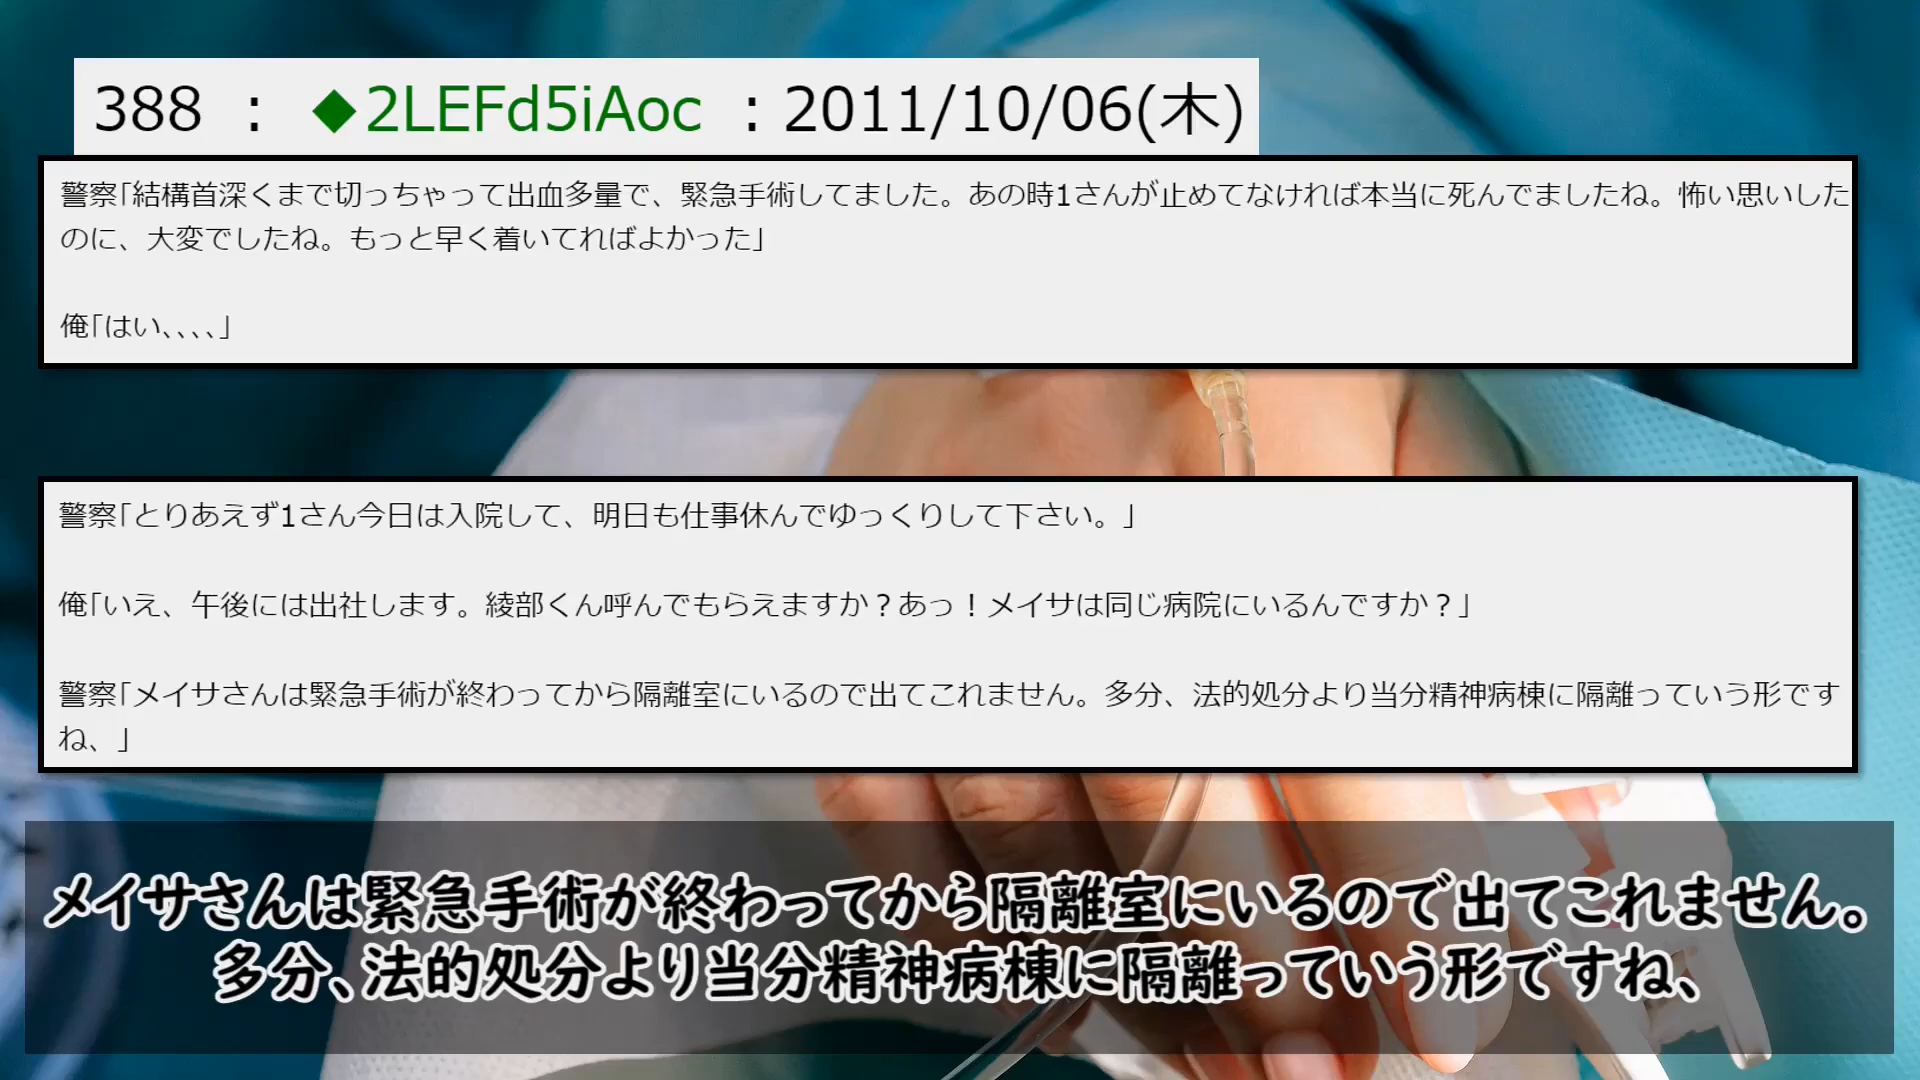 388 ： ◆2LEFd5iAoc ：2011/10/06(木)
警察「結構首深くまで切っちゃって出血多量で、緊急手術してました。あの時1さんが止めてなければ本当に死んでましたね。怖い思いした
のに、大変でしたね。もっと早く着いてればよかった」
俺「はい、、、、」
警察「とりあえず1さん今日は入院して、明日も仕事休んでゆっくりして下さい。」
俺「いえ、午後には出社します。綾部くん呼んでもらえますか？あっ！メイサは同じ病院にいるんですか？」
警察「メイサさんは緊急手術が終わってから隔離室にいるので出てこれません。多分、法的処分より当分精神病棟に隔離っていう形です
ね、」
メイサさんは緊急手術が終わってから隔離室にいるので出てこれません。
多分、法的処分より当分精神病棟に隔離っていう形ですね、